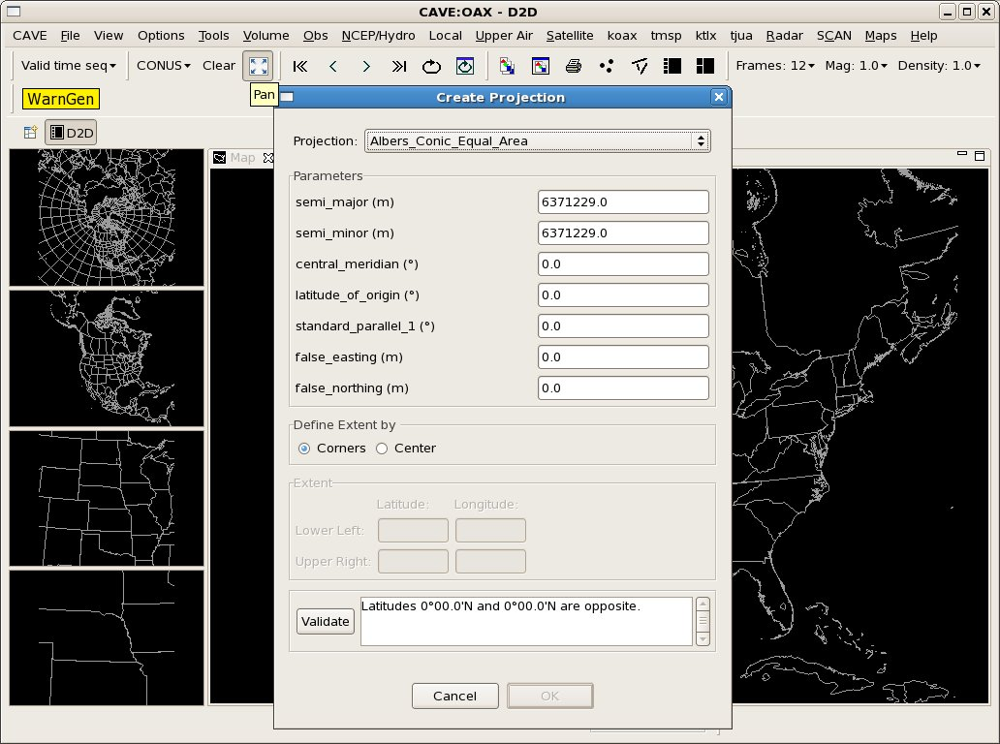 CAVE:OAX - D2D
CAVE File View Options Tools Volume Obs NCEP/Hydro Local Upper Air Satellite koax tmsp ktlx tjua Radar SCAN Maps Help
Valid time seq CONUS Clear Frames: 12 Mag: 1.0 Density: 1.0
WarnGen
Pan
D2D
Map
Create Projection
Projection: Albers_Conic_Equal_Area
Parameters
semi_major (m) 6371229.0
semi_minor (m) 6371229.0
central_meridian (°) 0.0
latitude_of_origin (°) 0.0
standard_parallel_1 (°) 0.0
false_easting (m) 0.0
false_northing (m) 0.0
Define Extent by
Corners Center
Extent
Latitude: Longitude:
Lower Left:
Upper Right:
Validate Latitudes 0°00.0'N and 0°00.0'N are opposite.
Cancel OK